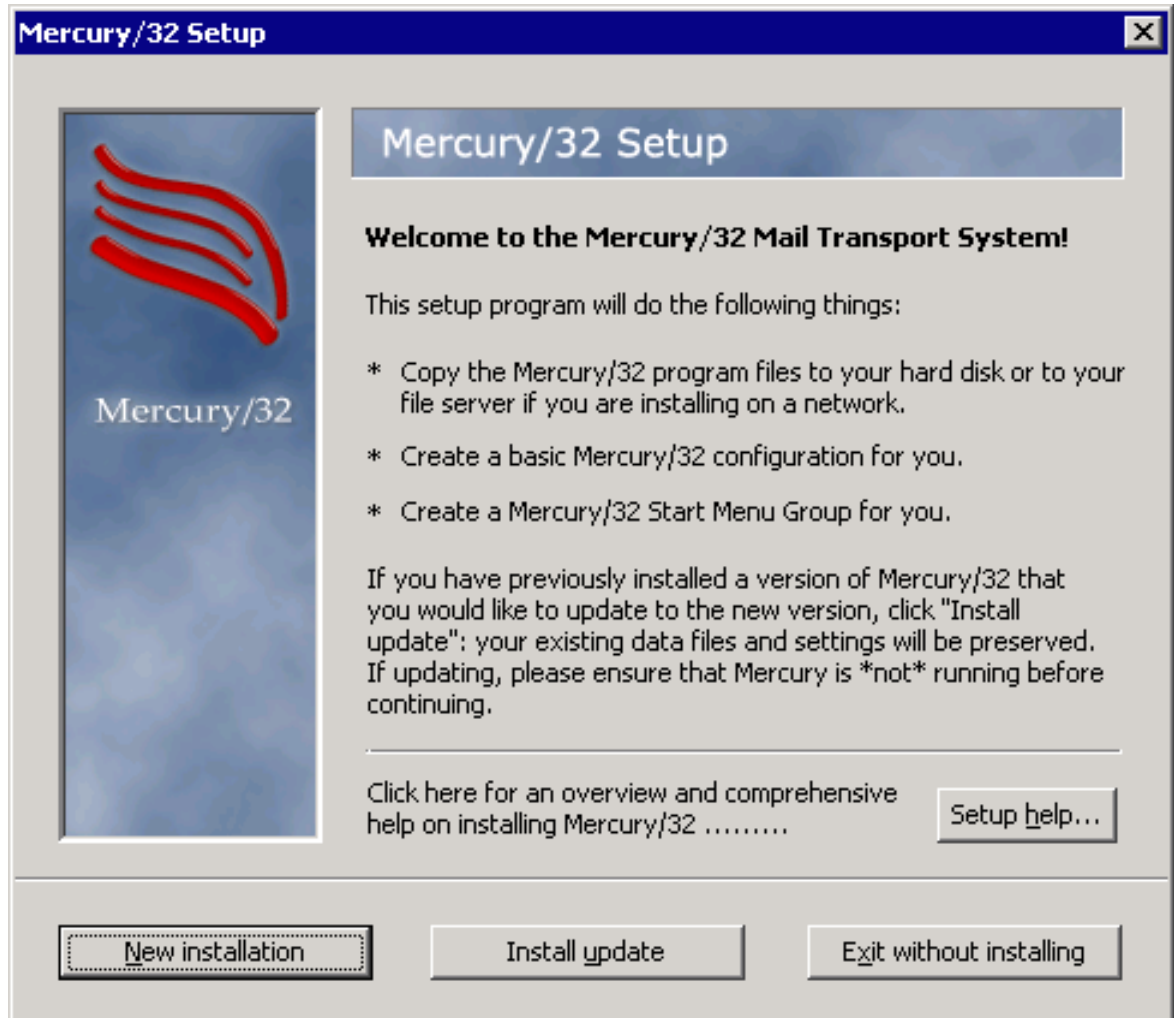 Mercury/32 Setup
Mercury/32 Setup
Mercury/32
Welcome to the Mercury/32 Mail Transport System!
This setup program will do the following things:
* Copy the Mercury/32 program files to your hard disk or to your
file server if you are installing on a network.
* Create a basic Mercury/32 configuration for you.
* Create a Mercury/32 Start Menu Group for you.
If you have previously installed a version of Mercury/32 that
you would like to update to the new version, click "Install
update": your existing data files and settings will be preserved.
If updating, please ensure that Mercury is *not* running before
continuing.
Click here for an overview and comprehensive
help on installing Mercury/32 .........
Setup help...
New installation
Install update
Exit without installing